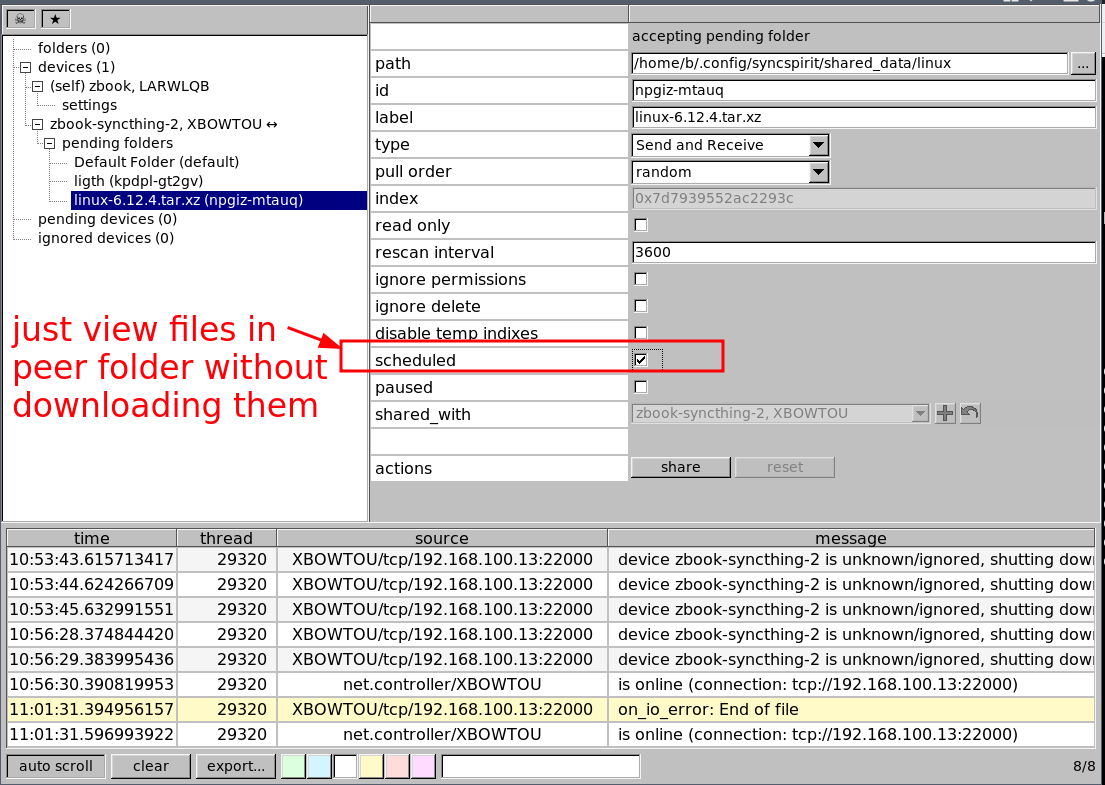 ☠ ★
folders (0)
devices (1)
(self) zbook, LARWLQB
settings
zbook-syncthing-2, XBOWTOU ↔
pending folders
Default Folder (default)
ligth (kpdpl-gt2gv)
linux-6.12.4.tar.xz (npgiz-mtauq)
pending devices (0)
ignored devices (0)
just view files in
peer folder without
downloading them
accepting pending folder
path /home/b/.config/syncspirit/shared_data/linux ...
id npgiz-mtauq
label linux-6.12.4.tar.xz
type Send and Receive
pull order random
index 0x7d7939552ac2293c
read only
rescan interval 3600
ignore permissions
ignore delete
disable temp indixes
scheduled
paused
shared_with zbook-syncthing-2, XBOWTOU
actions share reset
time thread source message
10:53:43.615713417 29320 XBOWTOU/tcp/192.168.100.13:22000 device zbook-syncthing-2 is unknown/ignored, shutting dow
10:53:44.624266709 29320 XBOWTOU/tcp/192.168.100.13:22000 device zbook-syncthing-2 is unknown/ignored, shutting dow
10:53:45.632991551 29320 XBOWTOU/tcp/192.168.100.13:22000 device zbook-syncthing-2 is unknown/ignored, shutting dow
10:56:28.374844420 29320 XBOWTOU/tcp/192.168.100.13:22000 device zbook-syncthing-2 is unknown/ignored, shutting dow
10:56:29.383995436 29320 XBOWTOU/tcp/192.168.100.13:22000 device zbook-syncthing-2 is unknown/ignored, shutting dow
10:56:30.390819953 29320 net.controller/XBOWTOU is online (connection: tcp://192.168.100.13:22000)
11:01:31.394956157 29320 XBOWTOU/tcp/192.168.100.13:22000 on_io_error: End of file
11:01:31.596993922 29320 net.controller/XBOWTOU is online (connection: tcp://192.168.100.13:22000)
auto scroll clear export... 8/8